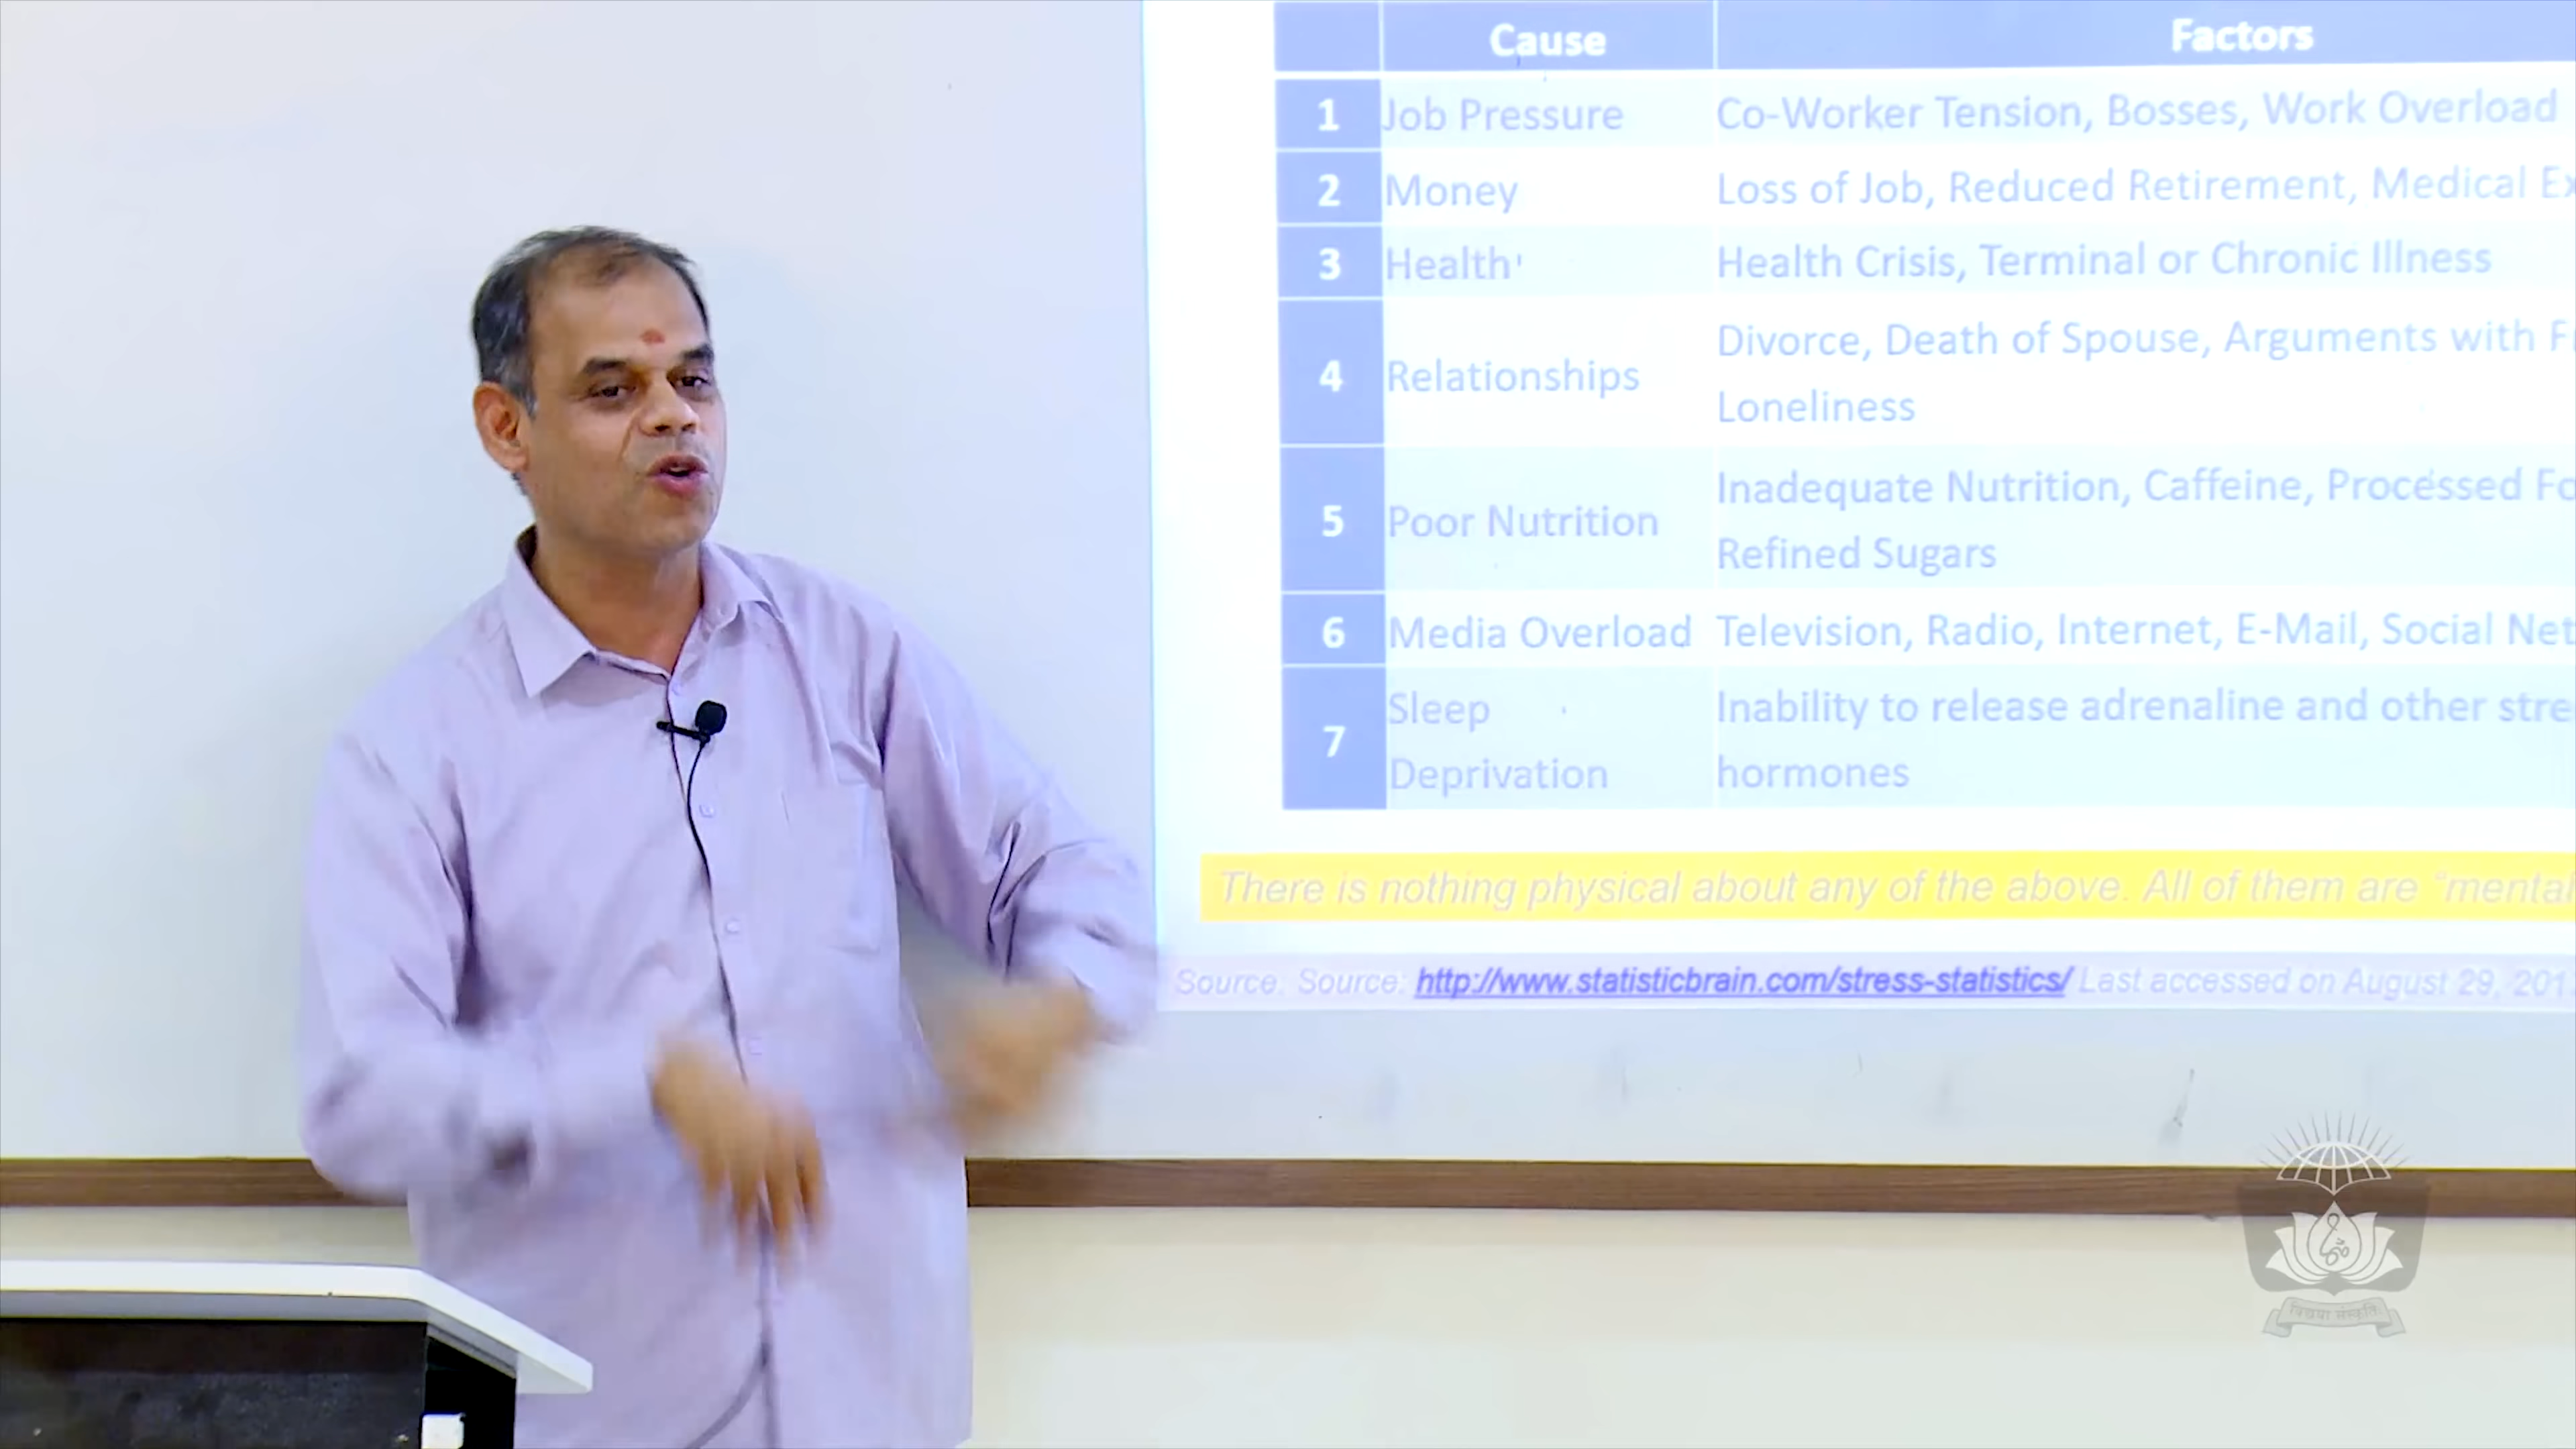 Cause Factors
1 Job Pressure Co-Worker Tension, Bosses, Work Overload
2 Money Loss of Job, Reduced Retirement, Medical
3 Health Health Crisis, Terminal or Chronic Illness
4 Relationships Divorce, Death of Spouse, Arguments with
Loneliness
5 Poor Nutrition Inadequate Nutrition, Caffeine, Processed
Refined Sugars
6 Media Overload Television, Radio, Internet, E-Mail, Social
7 Sleep Inability to release adrenaline and other
Deprivation hormones
There is nothing physical about any of the above. All of them are "mental
Source. Source: http://www.statisticbrain.com/stress-statistics/ Last accessed on August 29,